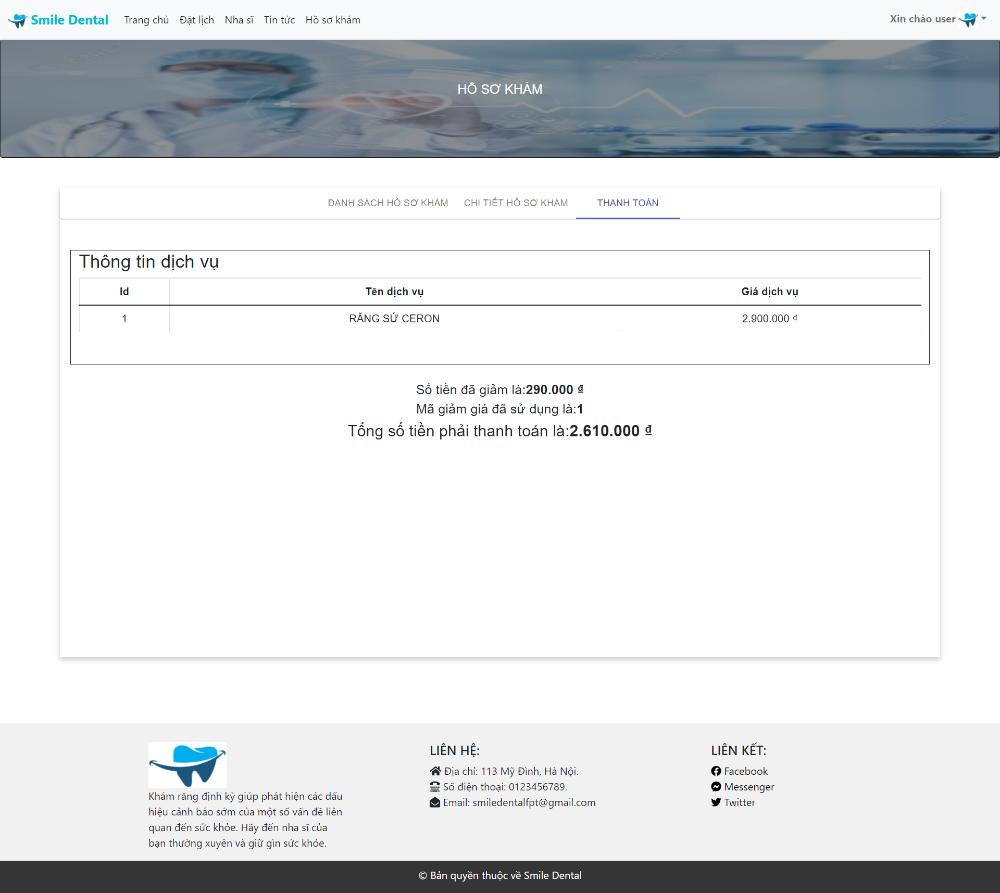 Smile Dental
Trang chủ Đặt lịch Nha sĩ Tin tức Hồ sơ khám
Xin chào user
HỒ SƠ KHÁM
DANH SÁCH HỒ SƠ KHÁM CHI TIẾT HỒ SƠ KHÁM THANH TOÁN
Thông tin dịch vụ
Id Tên dịch vụ Giá dịch vụ
1 RĂNG SỨ CERON 2.900.000 ₫
Số tiền đã giảm là:290.000 ₫
Mã giảm giá đã sử dụng là:1
Tổng số tiền phải thanh toán là:2.610.000 ₫
Khám răng định kỳ giúp phát hiện các dấu
hiệu cảnh báo sớm của một số vấn đề liên
quan đến sức khỏe. Hãy đến nha sĩ của
bạn thường xuyên và giữ gìn sức khỏe.
LIÊN HỆ:
Địa chỉ: 113 Mỹ Đình, Hà Nội.
Số điện thoại: 0123456789.
Email: smiledentalfpt@gmail.com
LIÊN KẾT:
Facebook
Messenger
Twitter
© Bản quyền thuộc về Smile Dental